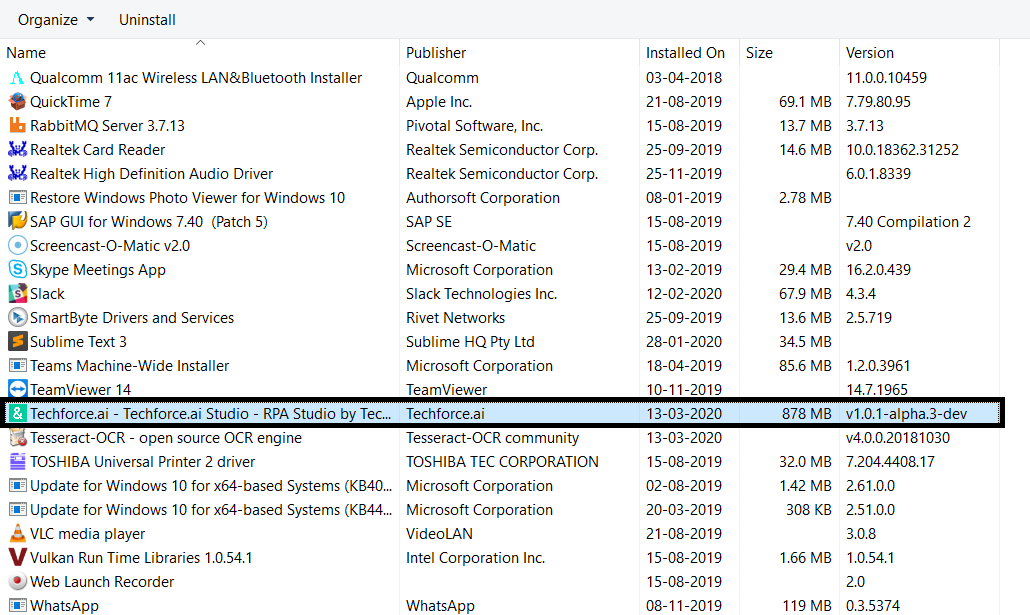 Organize Uninstall
Name Publisher Installed On Size Version
Qualcomm 11ac Wireless LAN&Bluetooth Installer Qualcomm 03-04-2018 11.0.0.10459
QuickTime 7 Apple Inc. 21-08-2019 69.1 MB 7.79.80.95
RabbitMQ Server 3.7.13 Pivotal Software, Inc. 15-08-2019 13.7 MB 3.7.13
Realtek Card Reader Realtek Semiconductor Corp. 25-09-2019 14.6 MB 10.0.18362.31252
Realtek High Definition Audio Driver Realtek Semiconductor Corp. 25-11-2019 6.0.1.8339
Restore Windows Photo Viewer for Windows 10 Authorsoft Corporation 08-01-2019 2.78 MB
SAP GUI for Windows 7.40 (Patch 5) SAP SE 15-08-2019 7.40 Compilation 2
Screencast-O-Matic v2.0 Screencast-O-Matic 15-08-2019 v2.0
Skype Meetings App Microsoft Corporation 13-02-2019 29.4 MB 16.2.0.439
Slack Slack Technologies Inc. 12-02-2020 67.9 MB 4.3.4
SmartByte Drivers and Services Rivet Networks 25-09-2019 13.6 MB 2.5.719
Sublime Text 3 Sublime HQ Pty Ltd 28-01-2020 34.5 MB
Teams Machine-Wide Installer Microsoft Corporation 18-04-2019 85.6 MB 1.2.0.3961
TeamViewer 14 TeamViewer 10-11-2019 14.7.1965
Techforce.ai - Techforce.ai Studio - RPA Studio by Tec... Techforce.ai 13-03-2020 878 MB v1.0.1-alpha.3-dev
Tesseract-OCR - open source OCR engine Tesseract-OCR community 13-03-2020 v4.0.0.20181030
TOSHIBA Universal Printer 2 driver TOSHIBA TEC CORPORATION 15-08-2019 32.0 MB 7.204.4408.17
Update for Windows 10 for x64-based Systems (KB40... Microsoft Corporation 02-08-2019 1.42 MB 2.61.0.0
Update for Windows 10 for x64-based Systems (KB44... Microsoft Corporation 20-03-2019 308 KB 2.51.0.0
VLC media player VideoLAN 21-08-2019 3.0.8
Vulkan Run Time Libraries 1.0.54.1 Intel Corporation Inc. 15-08-2019 1.66 MB 1.0.54.1
Web Launch Recorder 15-08-2019 2.0
WhatsApp WhatsApp 08-11-2019 119 MB 0.3.5374